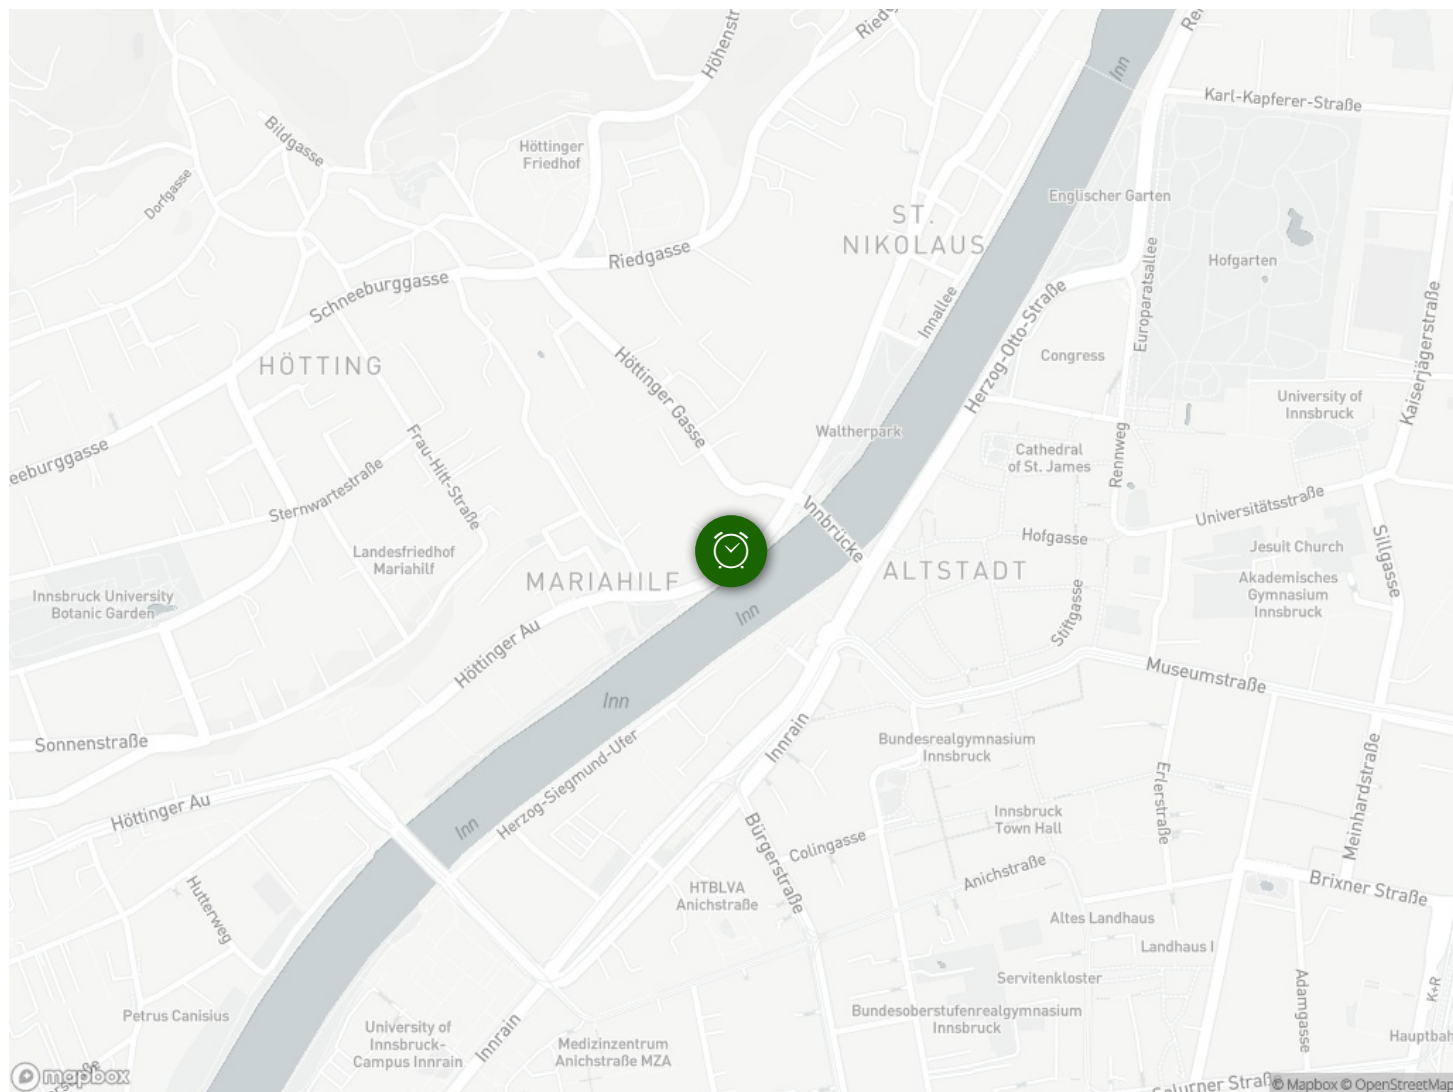 Höhenstr
Inn
Karl-Kapferer-Straße
Bildgasse
Höttinger
Friedhof
Dorfgasse
Englischer Garten
ST.
NIKOLAUS
Riedgasse
Hofgarten
Schneeburggasse
Innallee
Herzog-Otto-Straße
Europaratsallee
Kaiserjägerstraße
HÖTTING
Höttinger Gasse
Congress
University of
Innsbruck
Waltherpark
Frau-Hitt-Straße
Cathedral
of St. James
Rennweg
eeburggasse
Sternwartestraße
Universitätsstraße
Innbrücke
Hofgasse
Sillgasse
Jesuit Church
Landesfriedhof
Mariahilf
MARIAHILF
ALTSTADT
Akademisches
Gymnasium
Innsbruck
Innsbruck University
Botanic Garden
Inn
Stiftgasse
Höttinger Au
Museumstraße
Inn
Sonnenstraße
Innrain
Bundesrealgymnasium
Innsbruck
Herzog-Siegmund-Ufer
Erlerstraße
Meinhardstraße
Höttinger Au
Inn
Innsbruck
Town Hall
Bürgerstraße
Colingasse
Anichstraße
HTBLVA
Anichstraße
Brixner Straße
Hutterweg
Altes Landhaus
Landhaus I
Servitenkloster
Adamgasse
K+R
Petrus Canisius
Bundesoberstufenrealgymnasium
Innsbruck
University of
Innsbruck-
Campus Innrain
Innrain
Medizinzentrum
Anichstraße MZA
Hauptbah
mapbox
© Mapbox © OpenStreetMap